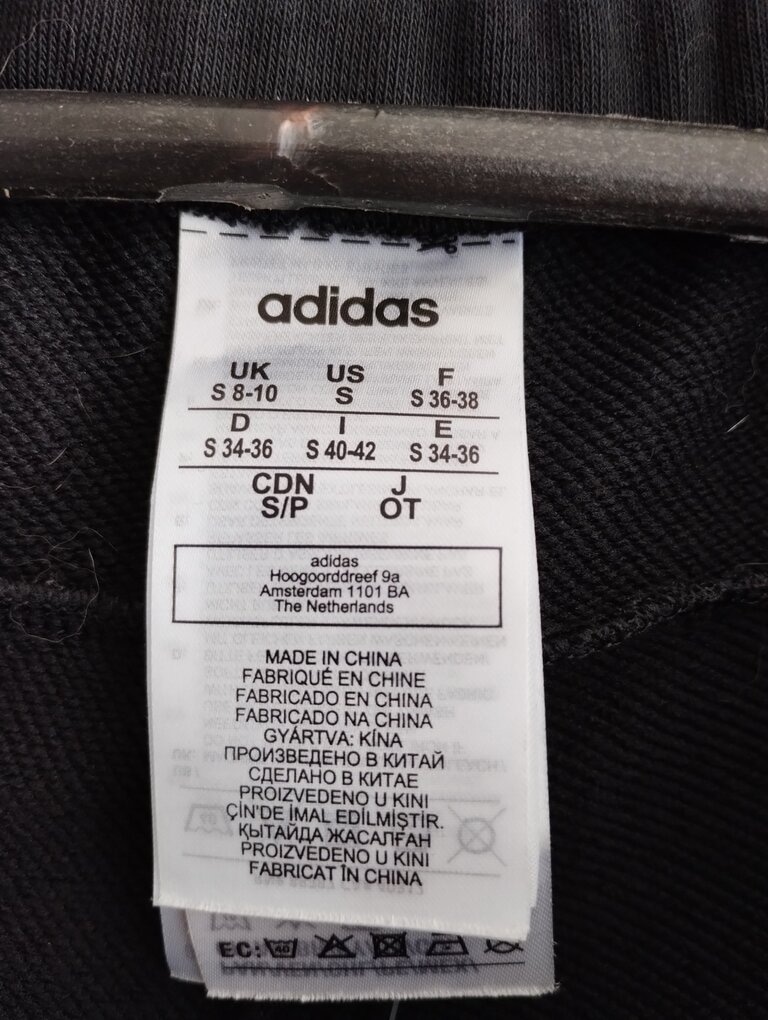 adidas
UK US F
S 8-10 S S 36-38
D I E
S 34-36 S 40-42 S 34-36
CDN J
S/P OT
adidas
Hoogoorddreef 9a
Amsterdam 1101 BA
The Netherlands
MADE IN CHINA
FABRIQUÉ EN CHINE
FABRICADO EN CHINA
FABRICADO NA CHINA
GYÁRTVA: KÍNA
ПРОИЗВЕДЕНО В КИТАЙ
СДЕЛАНО В КИТАЕ
PROIZVEDENO U KINI
ÇİN'DE İMAL EDİLMİŞTİR.
ҚЫТАЙДА ЖАСАЛҒАН
PROIZVEDENO U KINI
FABRICAT ÎN CHINA
EC: 40